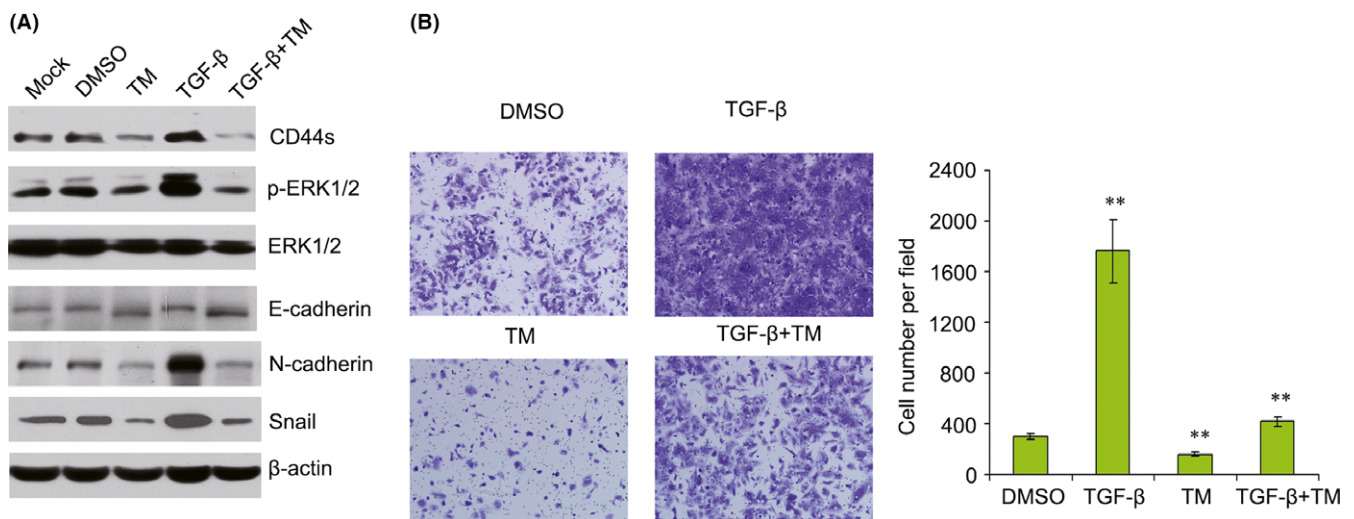 (A)
Mock
DMSO
TM
TGF-β
TGF-β+TM
CD44s
p-ERK1/2
ERK1/2
E-cadherin
N-cadherin
Snail
β-actin
(B)
DMSO
TGF-β
TM
TGF-β+TM
Cell number per field
2400
2000
1600
1200
800
400
0
**
**
**
DMSO
TGF-β
TM
TGF-β+TM